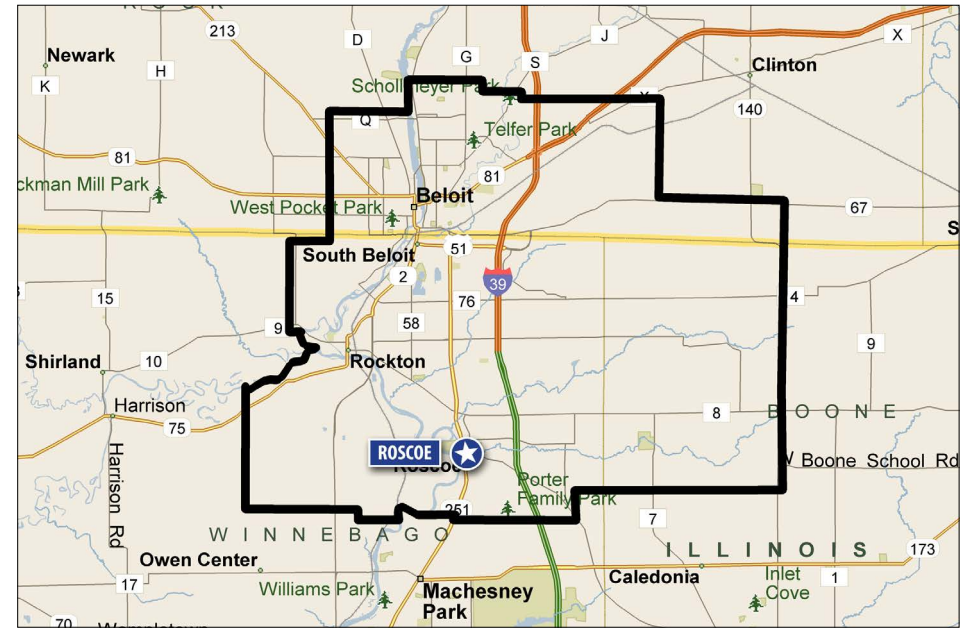 R O C K
213
D
G
S
J
X
Newark
K
H
Schollmeyer Park
Clinton
140
Q
Telfer Park
81
81
ckman Mill Park
Beloit
West Pocket Park
67
S
South Beloit
51
2
39
15
76
4
58
9
9
Shirland
10
Rockton
Harrison
8
B O O N E
75
ROSCOE
Roscoe
Harrison Rd
W Boone School Rd
Porter
Family Park
251
7
W I N N E B A G O
I L L I N O I S
173
Owen Center
Caledonia
Inlet
Cove
17
1
Williams Park
Machesney
Park
70